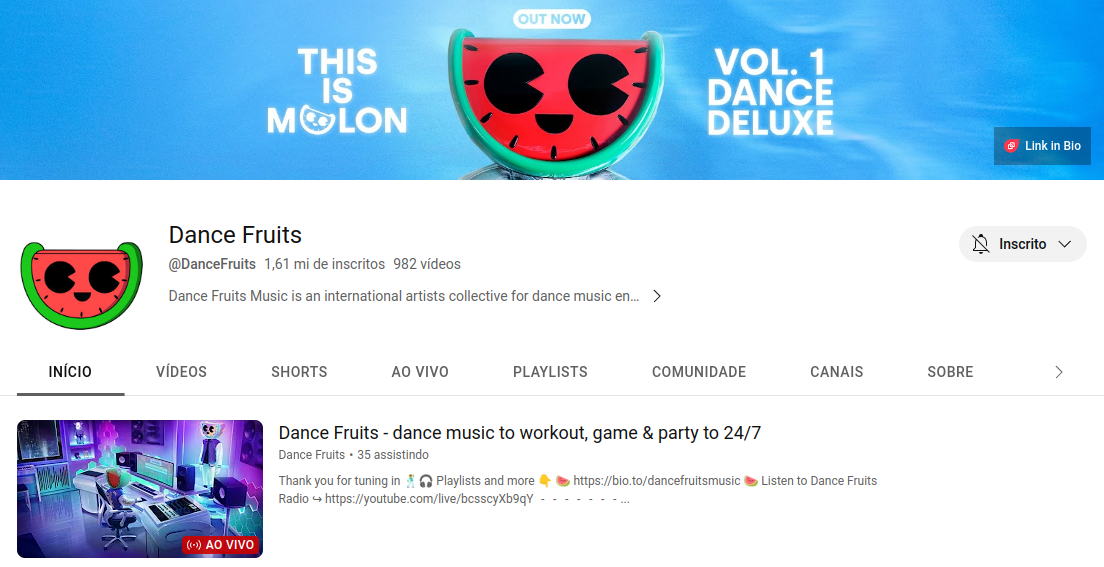 OUT NOW
THIS
IS
MOLON
VOL. 1
DANCE
DELUXE
Link in Bio
Dance Fruits
@DanceFruits 1,61 mi de inscritos 982 vídeos
Inscrito
Dance Fruits Music is an international artists collective for dance music en...
INÍCIO VÍDEOS SHORTS AO VIVO PLAYLISTS COMUNIDADE CANAIS SOBRE
Dance Fruits - dance music to workout, game & party to 24/7
Dance Fruits • 35 assistindo
Thank you for tuning in 🕺🏻🎧 Playlists and more 👇 🍉 https://bio.to/dancefruitsmusic 🍉 Listen to Dance Fruits
Radio ↪ https://youtube.com/live/bcsscyXb9qY - - - - - - - ...
AO VIVO